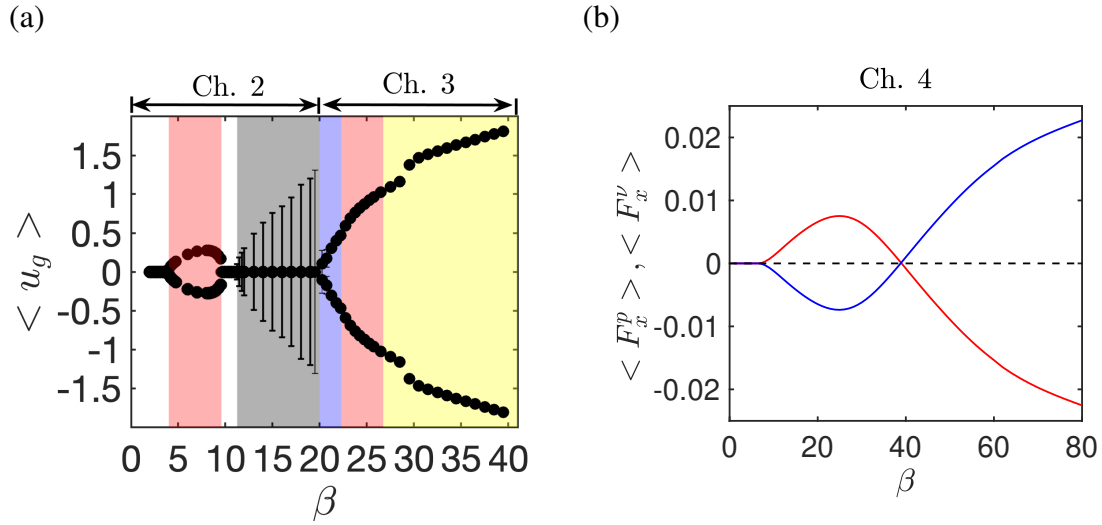 (a)
(b)
Ch. 2
Ch. 3
Ch. 4
< u_g >
1.5
1
0.5
0
-0.5
-1
-1.5
0 5 10 15 20 25 30 35 40
β
< F_x^p >, < F_x^ν >
0.02
0.01
0
-0.01
-0.02
0 20 40 60 80
β